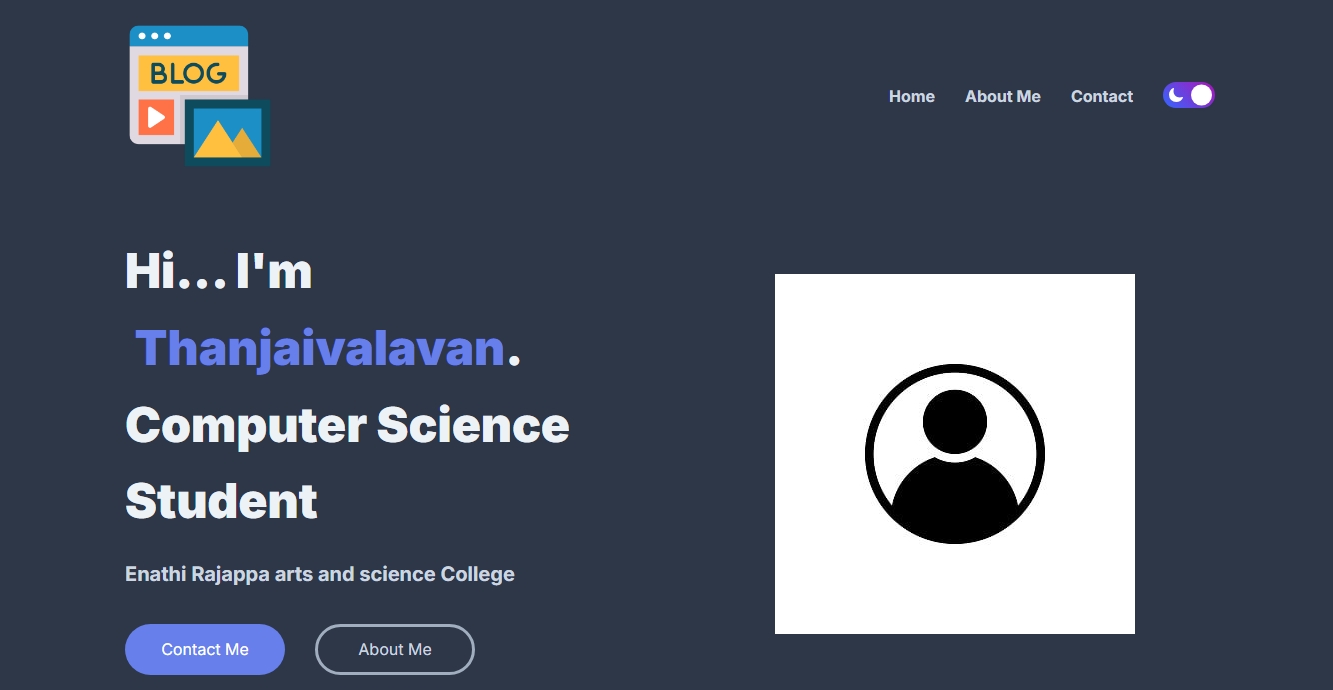 BLOG
Home About Me Contact
Hi... I'm
Thanjaivalavan.
Computer Science
Student
Enathi Rajappa arts and science College
Contact Me About Me